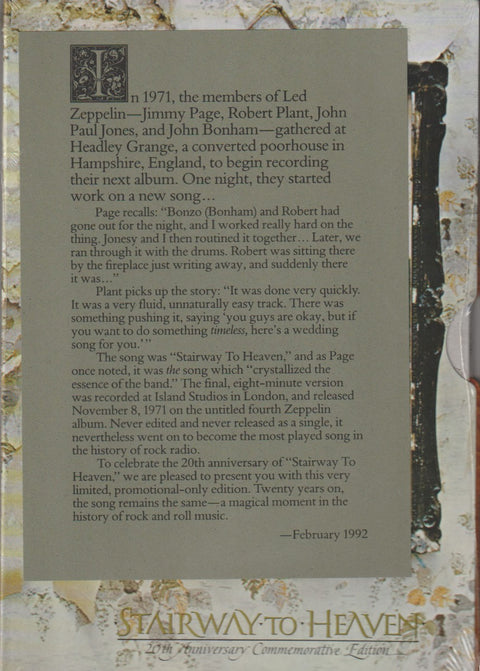 In 1971, the members of Led
Zeppelin—Jimmy Page, Robert Plant, John
Paul Jones, and John Bonham—gathered at
Headley Grange, a converted poorhouse in
Hampshire, England, to begin recording
their next album. One night, they started
work on a new song...
Page recalls: “Bonzo (Bonham) and Robert had
gone out for the night, and I worked really hard on the
thing. Jonesy and I then routined it together... Later, we
ran through it with the drums. Robert was sitting there
by the fireplace just writing away, and suddenly there
it was...”
Plant picks up the story: “It was done very quickly.
It was a very fluid, unnaturally easy track. There was
something pushing it, saying ‘you guys are okay, but if
you want to do something timeless, here’s a wedding
song for you.’”
The song was “Stairway To Heaven,” and as Page
once noted, it was the song which “crystallized the
essence of the band.” The final, eight-minute version
was recorded at Island Studios in London, and released
November 8, 1971 on the untitled fourth Zeppelin
album. Never edited and never released as a single, it
nevertheless went on to become the most played song in
the history of rock radio.
To celebrate the 20th anniversary of “Stairway To
Heaven,” we are pleased to present you with this very
limited, promotional-only edition. Twenty years on,
the song remains the same—a magical moment in the
history of rock and roll music.
—February 1992
STAIRWAY·TO·HEAVEN
20th Anniversary Commemorative Edition